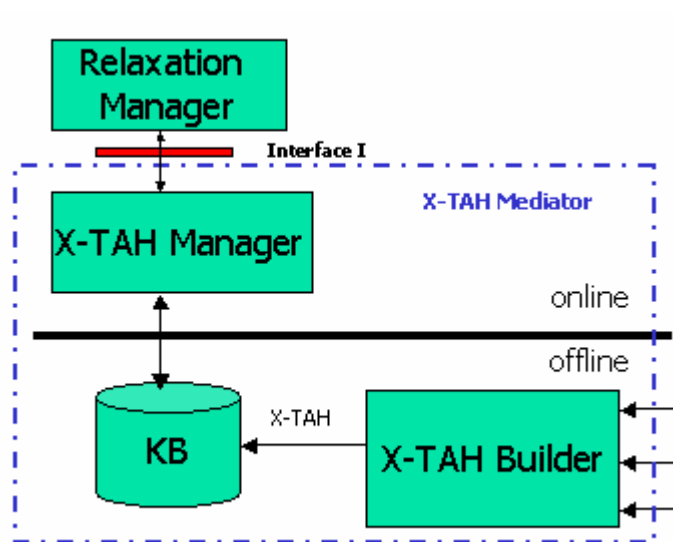 Relaxation
Manager
Interface I
X-TAH Mediator
X-TAH Manager
online
offline
X-TAH
KB
X-TAH Builder